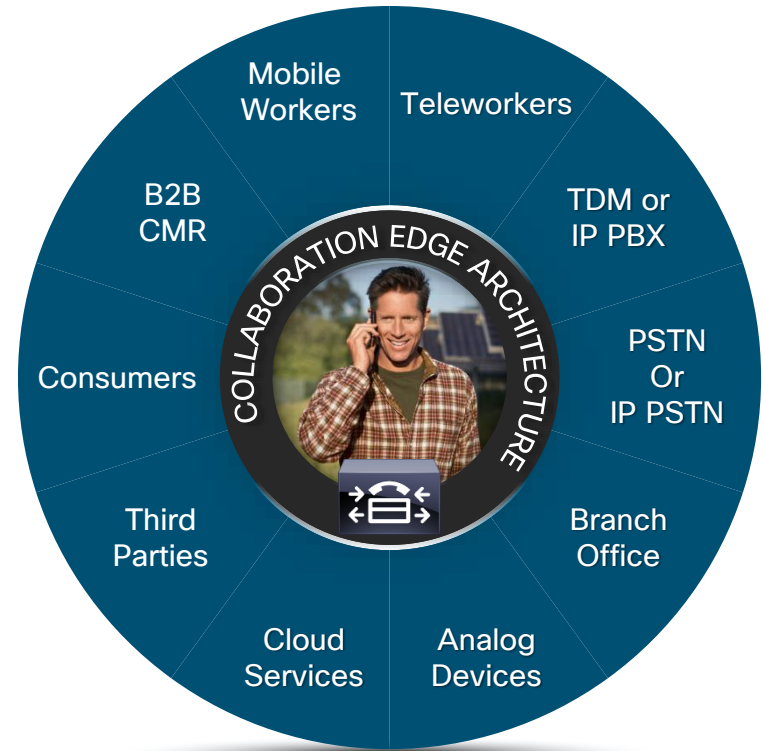 Mobile
Workers
Teleworkers
TDM or
IP PBX
PSTN
Or
IP PSTN
Branch
Office
Analog
Devices
Cloud
Services
Third
Parties
Consumers
B2B
CMR
COLLABORATION EDGE ARCHITECTURE